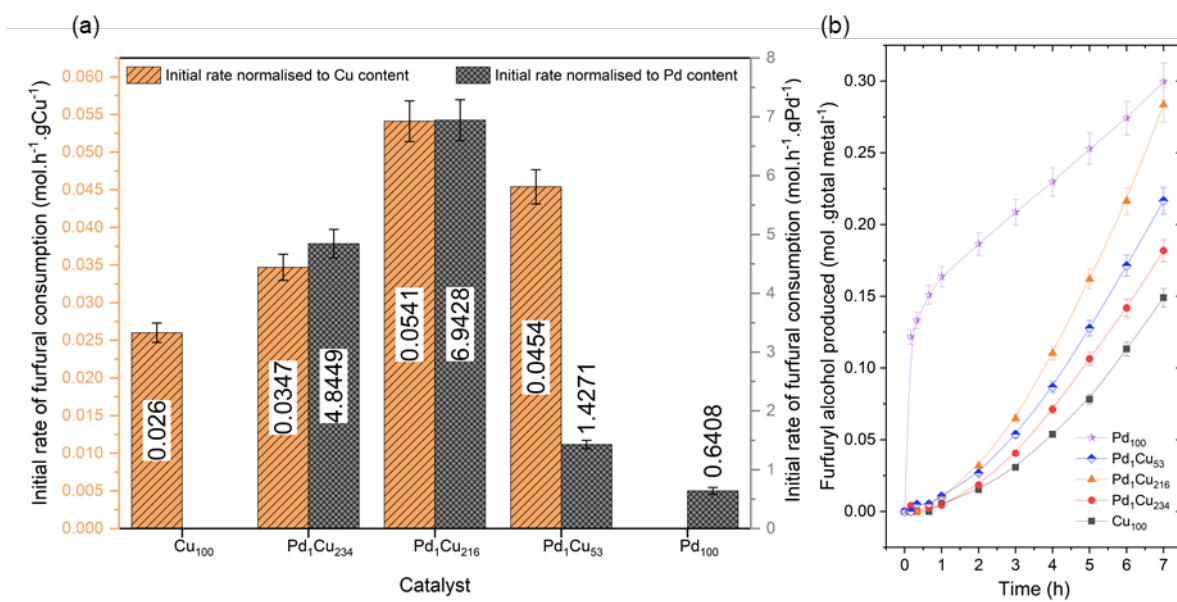 (a)
Initial rate of furfural consumption (mol.h⁻¹.gCu⁻¹)
0.060
0.055
0.050
0.045
0.040
0.035
0.030
0.025
0.020
0.015
0.010
0.005
0.000
Initial rate normalised to Cu content
Initial rate normalised to Pd content
0.026
0.0347
4.8449
0.0541
6.9428
0.0454
1.4271
0.6408
Cu₁₀₀
Pd₁Cu₂₃₄
Pd₁Cu₂₁₆
Pd₁Cu₅₃
Pd₁₀₀
Catalyst
8
7
6
5
4
3
2
1
0
Initial rate of furfural consumption (mol.h⁻¹.gPd⁻¹)
(b)
Furfuryl alcohol produced (mol .gtotal metal⁻¹)
0.30
0.25
0.20
0.15
0.10
0.05
0.00
Pd₁₀₀
Pd₁Cu₅₃
Pd₁Cu₂₁₆
Pd₁Cu₂₃₄
Cu₁₀₀
0 1 2 3 4 5 6 7
Time (h)